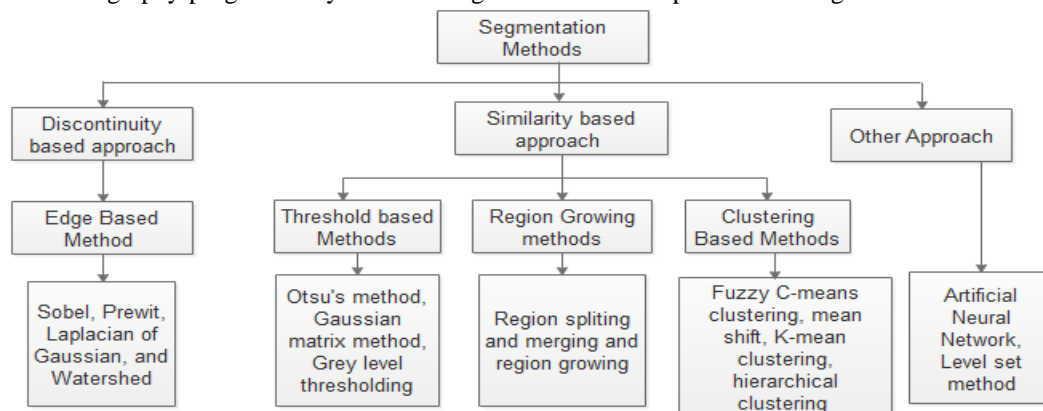 Segmentation
Methods
Discontinuity
based approach
Similarity based
approach
Other Approach
Edge Based
Method
Threshold based
Methods
Region Growing
methods
Clustering
Based Methods
Sobel, Prewit,
Laplacian of
Gaussian, and
Watershed
Otsu's method,
Gaussian
matrix method,
Grey level
thresholding
Region spliting
and merging and
region growing
Fuzzy C-means
clustering, mean
shift, K-mean
clustering,
hierarchical
clustering
Artificial
Neural
Network,
Level set
method